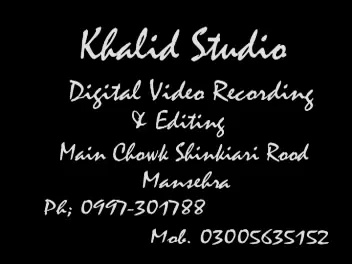 Khalid Studio
Digital Video Recording
& Editing
Main Chowk Shinkiari Rood
Mansehra
Ph; 0997-301788
Mob. 03005635152